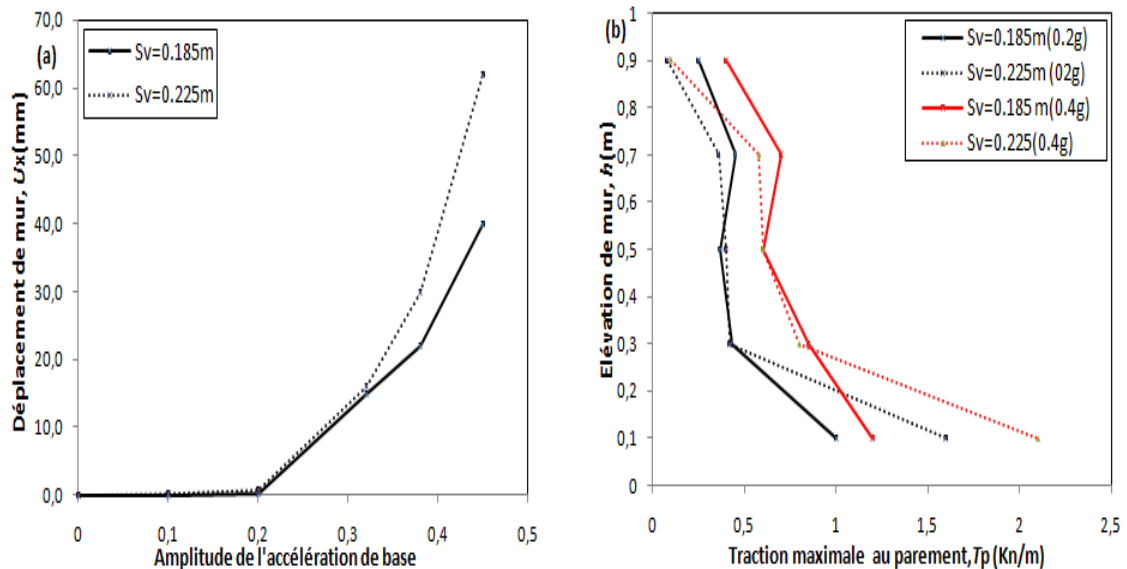 (a)
Sv=0.185m
Sv=0.225m
70,0
60,0
50,0
40,0
30,0
20,0
10,0
0,0
Déplacement de mur, Ux(mm)
0
0,1
0,2
0,3
0,4
0,5
Amplitude de l'accélération de base
(b)
Sv=0.185m(0.2g)
Sv=0.225m (02g)
Sv=0.185 m(0.4g)
Sv=0.225(0.4g)
1
0,9
0,8
0,7
0,6
0,5
0,4
0,3
0,2
0,1
0
Elévation de mur, h(m)
0
0,5
1
1,5
2
2,5
Traction maximale au parement,Tp (Kn/m)